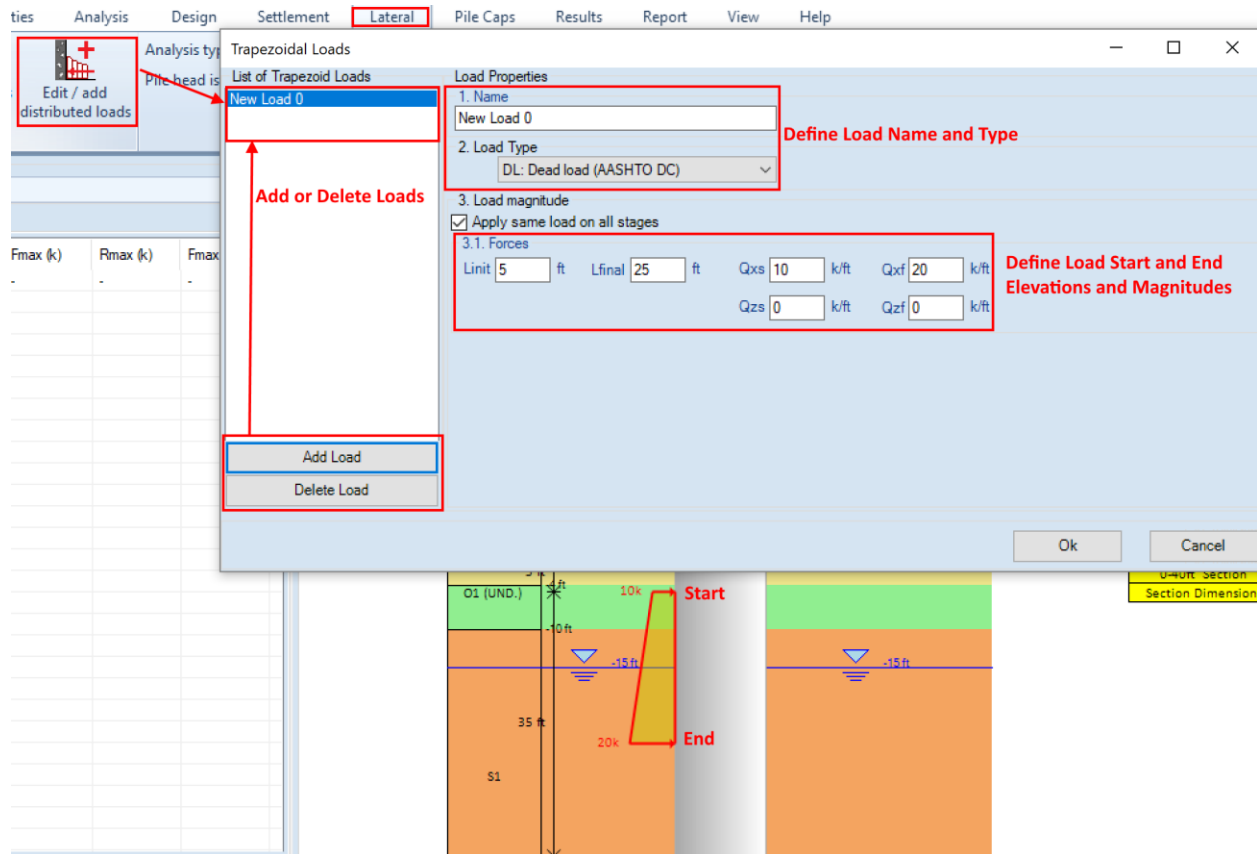 ties Analysis Design Settlement Lateral Pile Caps Results Report View Help
Edit / add
distributed loads
Analysis typ
Pile head is
Trapezoidal Loads
List of Trapezoid Loads
New Load 0
Add or Delete Loads
Add Load
Delete Load
Load Properties
1. Name
New Load 0
2. Load Type
DL: Dead load (AASHTO DC)
Define Load Name and Type
3. Load magnitude
Apply same load on all stages
3.1. Forces
Linit 5 ft Lfinal 25 ft Qxs 10 k/ft Qxf 20 k/ft
Qzs 0 k/ft Qzf 0 k/ft
Define Load Start and End
Elevations and Magnitudes
Ok Cancel
Fmax (k) Rmax (k) Fmax
- - -
0-40ft Section
Section Dimension
O1 (UND.)
10k Start
-10 ft
-15 ft -15 ft
35 ft
20k End
S1